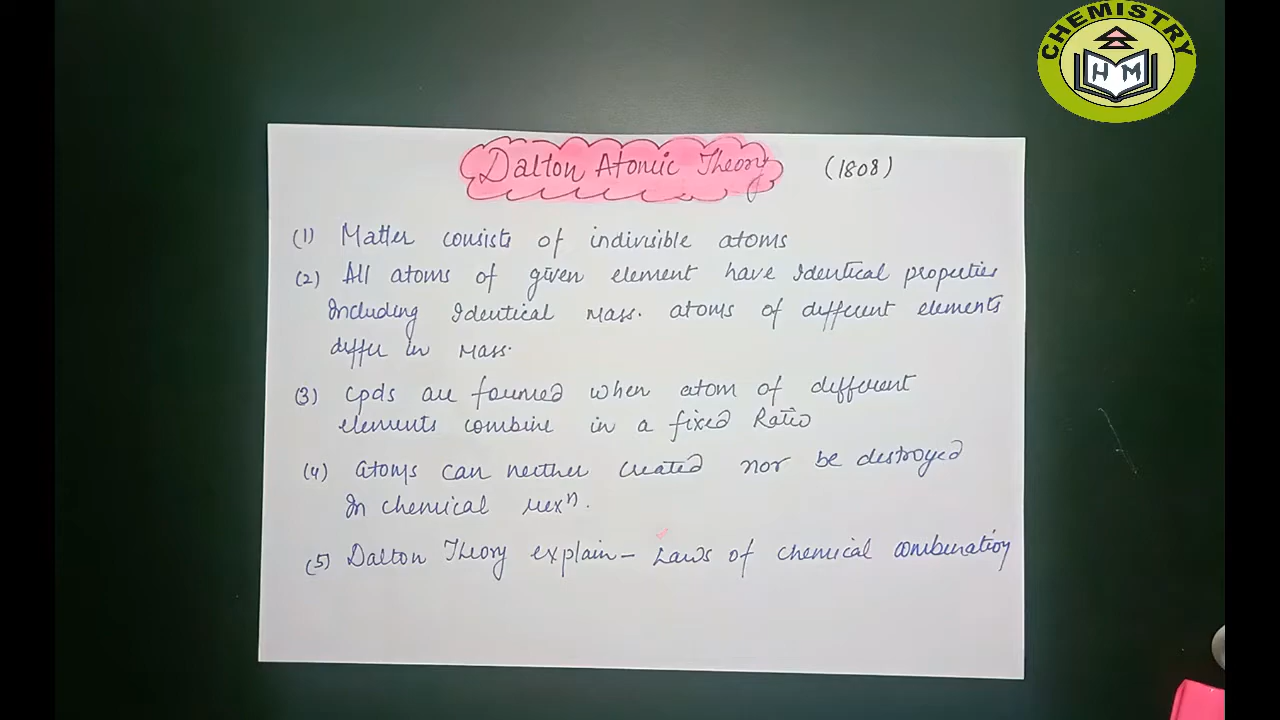 CHEMISTRY
H M
Dalton Atomic Theory (1808)
(1) Matter consists of indivisible atoms
(2) All atoms of given element have identical properties
Including identical mass. atoms of different elements
differ in mass.
(3) cpds are formed when atom of different
elements combine in a fixed Ratio
(4) atoms can neither created nor be destroyed
In chemical rexⁿ.
(5) Dalton Theory explain – Laws of chemical combination